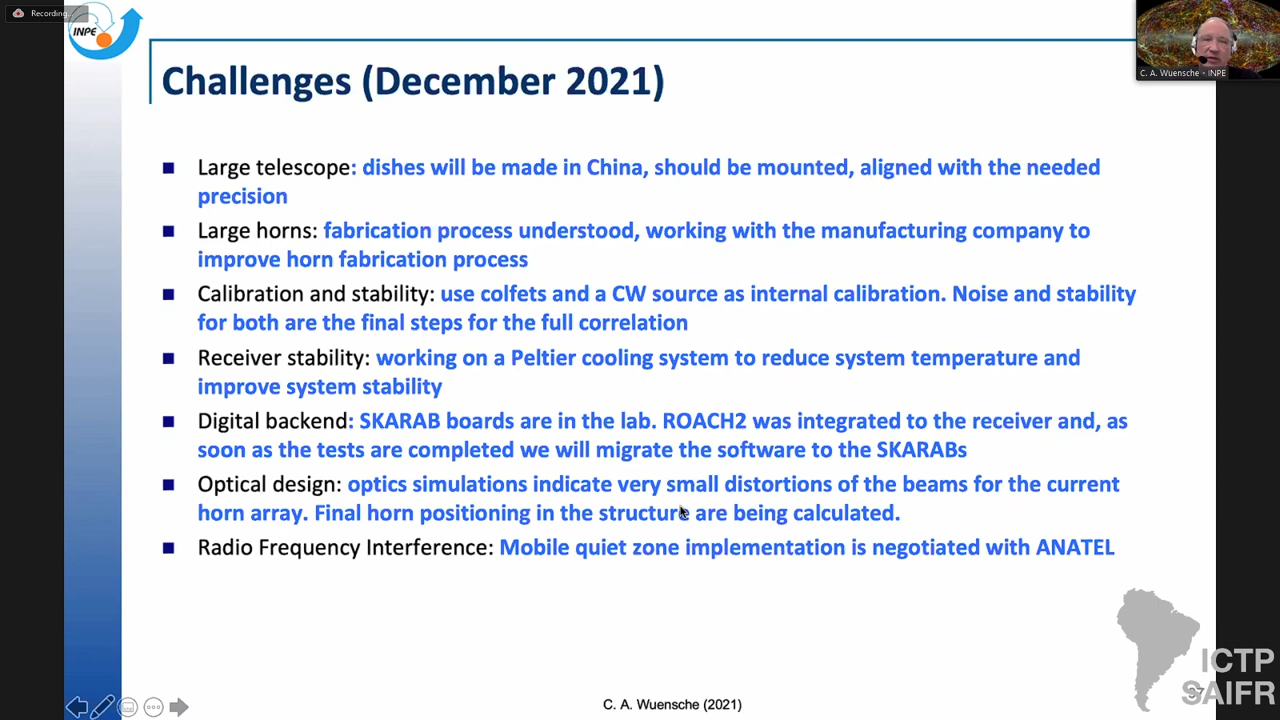 Recording...
INPE
C. A. Wuensche - INPE
Challenges (December 2021)
Large telescope: dishes will be made in China, should be mounted, aligned with the needed
precision
Large horns: fabrication process understood, working with the manufacturing company to
improve horn fabrication process
Calibration and stability: use colfets and a CW source as internal calibration. Noise and stability
for both are the final steps for the full correlation
Receiver stability: working on a Peltier cooling system to reduce system temperature and
improve system stability
Digital backend: SKARAB boards are in the lab. ROACH2 was integrated to the receiver and, as
soon as the tests are completed we will migrate the software to the SKARABs
Optical design: optics simulations indicate very small distortions of the beams for the current
horn array. Final horn positioning in the structure are being calculated.
Radio Frequency Interference: Mobile quiet zone implementation is negotiated with ANATEL
ICTP
SAIFR
C. A. Wuensche (2021)